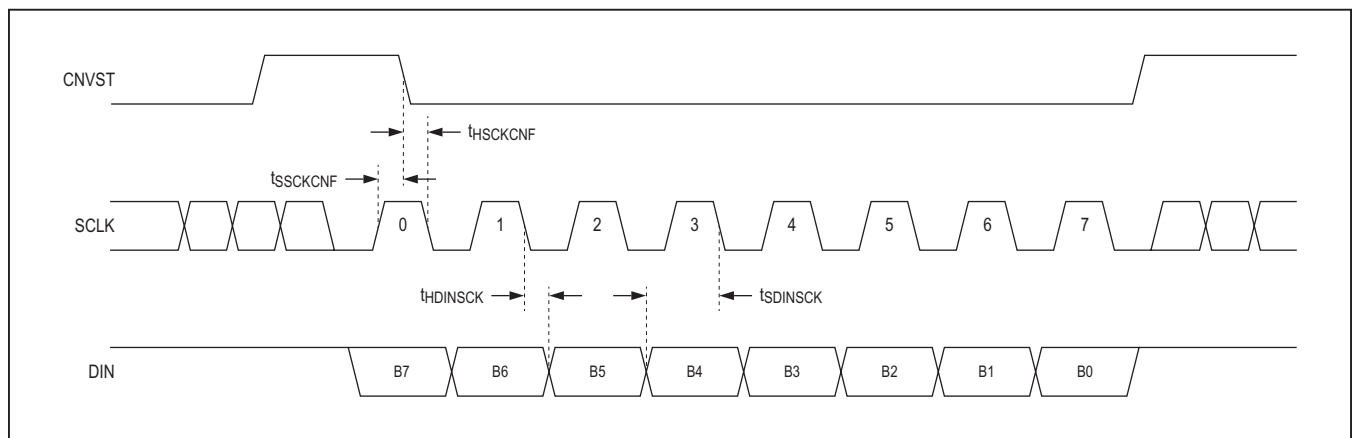 CNVST
tHSCKCNF
tSSCKCNF
SCLK
0 1 2 3 4 5 6 7
tHDINSCK
tSDINSCK
DIN
B7 B6 B5 B4 B3 B2 B1 B0